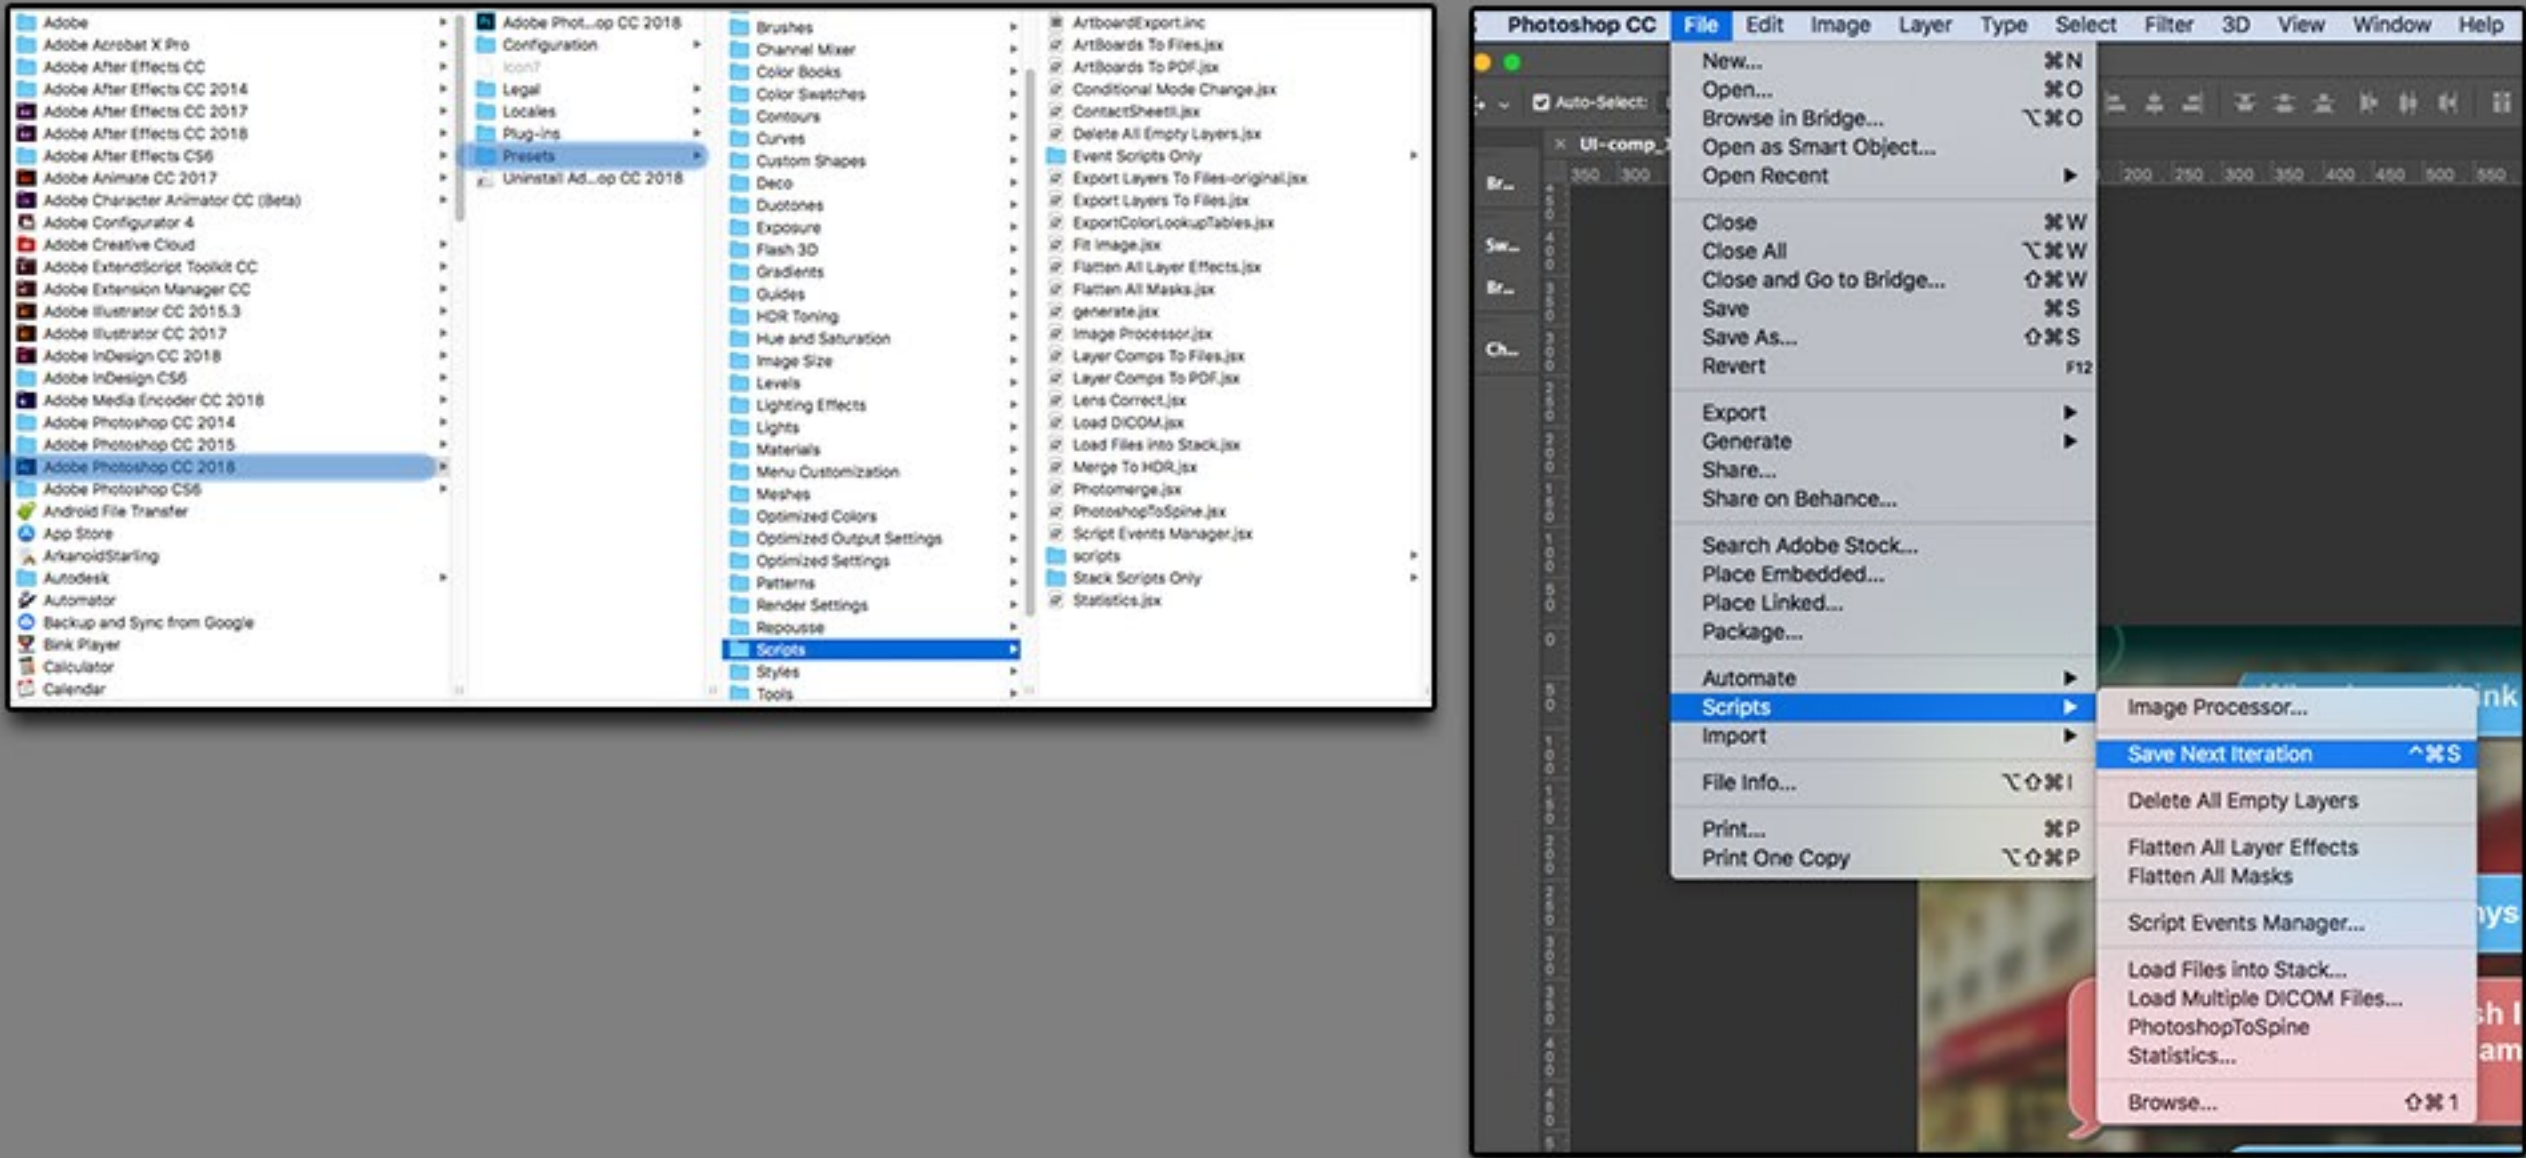 Adobe
Adobe Acrobat X Pro
Adobe After Effects CC
Adobe After Effects CC 2014
Adobe After Effects CC 2017
Adobe After Effects CC 2018
Adobe After Effects CS6
Adobe Animate CC 2017
Adobe Character Animator CC (Beta)
Adobe Configurator 4
Adobe Creative Cloud
Adobe ExtendScript Toolkit CC
Adobe Extension Manager CC
Adobe Illustrator CC 2015.3
Adobe Illustrator CC 2017
Adobe InDesign CC 2018
Adobe InDesign CS6
Adobe Media Encoder CC 2018
Adobe Photoshop CC 2014
Adobe Photoshop CC 2015
Adobe Photoshop CC 2018
Adobe Photoshop CS6
Android File Transfer
App Store
ArkanoidStarling
Autodesk
Automator
Backup and Sync from Google
Bink Player
Calculator
Calendar
Adobe Phot...op CC 2018
Configuration
Icon?
Legal
Locales
Plug-ins
Presets
Uninstall Ad...op CC 2018
Brushes
Channel Mixer
Color Books
Color Swatches
Contours
Curves
Custom Shapes
Deco
Duotones
Exposure
Flash 3D
Gradients
Guides
HDR Toning
Hue and Saturation
Image Size
Levels
Lighting Effects
Lights
Materials
Menu Customization
Meshes
Optimized Colors
Optimized Output Settings
Optimized Settings
Patterns
Render Settings
Repousse
Scripts
Styles
Tools
ArtboardExport.inc
ArtBoards To Files.jsx
ArtBoards To PDF.jsx
Conditional Mode Change.jsx
ContactSheetII.jsx
Delete All Empty Layers.jsx
Event Scripts Only
Export Layers To Files-original.jsx
Export Layers To Files.jsx
ExportColorLookupTables.jsx
Fit Image.jsx
Flatten All Layer Effects.jsx
Flatten All Masks.jsx
generate.jsx
Image Processor.jsx
Layer Comps To Files.jsx
Layer Comps To PDF.jsx
Lens Correct.jsx
Load DICOM.jsx
Load Files into Stack.jsx
Merge To HDR.jsx
Photomerge.jsx
PhotoshopToSpine.jsx
Script Events Manager.jsx
scripts
Stack Scripts Only
Statistics.jsx
Photoshop CC File Edit Image Layer Type Select Filter 3D View Window Help
Auto-Select:
UI-comp_
350 300
200 250 300 350 400 450 500 550
Br...
Sw...
Br...
Ch...
New... ⌘N
Open... ⌘O
Browse in Bridge... ⌥⌘O
Open as Smart Object...
Open Recent
Close ⌘W
Close All ⌥⌘W
Close and Go to Bridge... ⇧⌘W
Save ⌘S
Save As... ⇧⌘S
Revert F12
Export
Generate
Share...
Share on Behance...
Search Adobe Stock...
Place Embedded...
Place Linked...
Package...
Automate
Scripts
Import
File Info... ⌥⇧⌘I
Print... ⌘P
Print One Copy ⌥⇧⌘P
Image Processor...
Save Next Iteration ^⌘S
Delete All Empty Layers
Flatten All Layer Effects
Flatten All Masks
Script Events Manager...
Load Files into Stack...
Load Multiple DICOM Files...
PhotoshopToSpine
Statistics...
Browse... ⇧⌘1